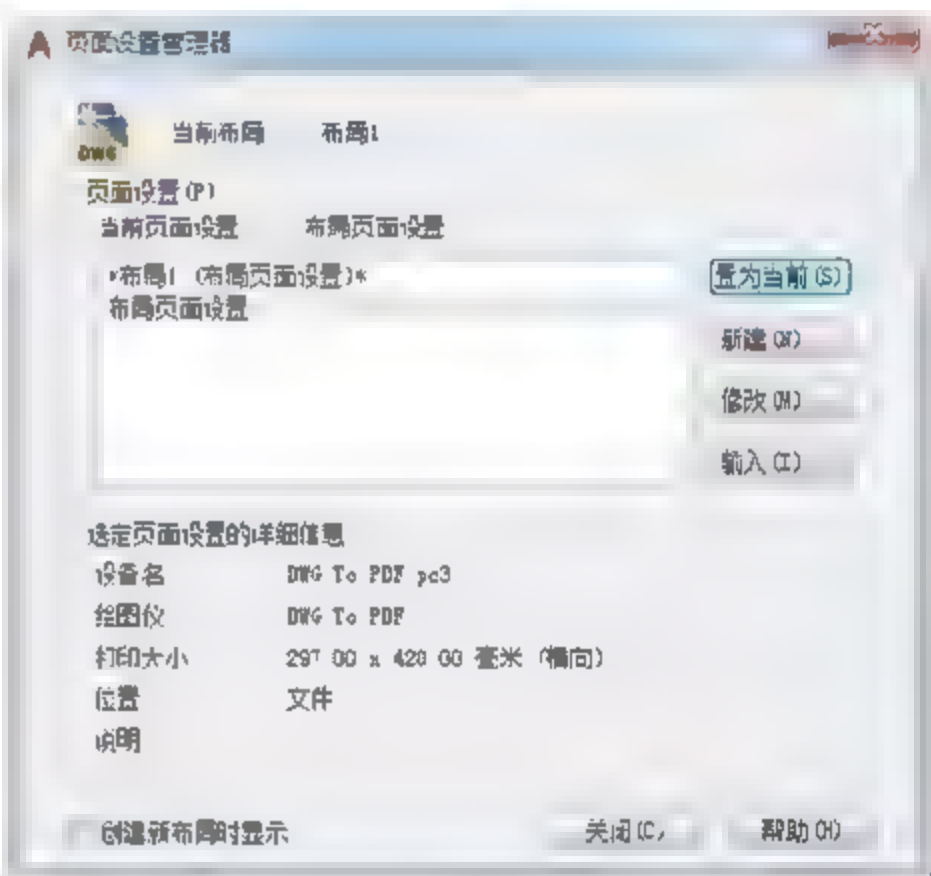 页面设置管理器
DWG
当前布局 布局1
页面设置(P)
当前页面设置 布局页面设置
*布局1 (布局页面设置)*
布局页面设置
置为当前(S)
新建(N)
修改(M)
输入(I)
选定页面设置的详细信息
设备名 DWG To PDF pc3
绘图仪 DWG To PDF
打印大小 297.00 x 420.00 毫米 (横向)
位置 文件
说明
创建新布局时显示
关闭(C)
帮助(H)